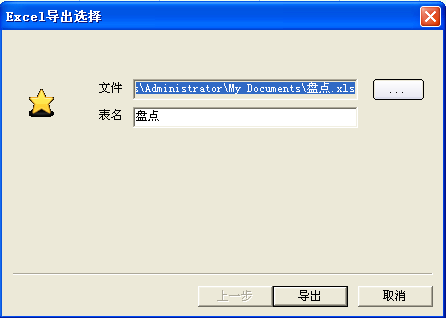 Excel导出选择
文件 s\Administrator\My Documents\盘点.xls ...
表名 盘点
上一步 导出 取消